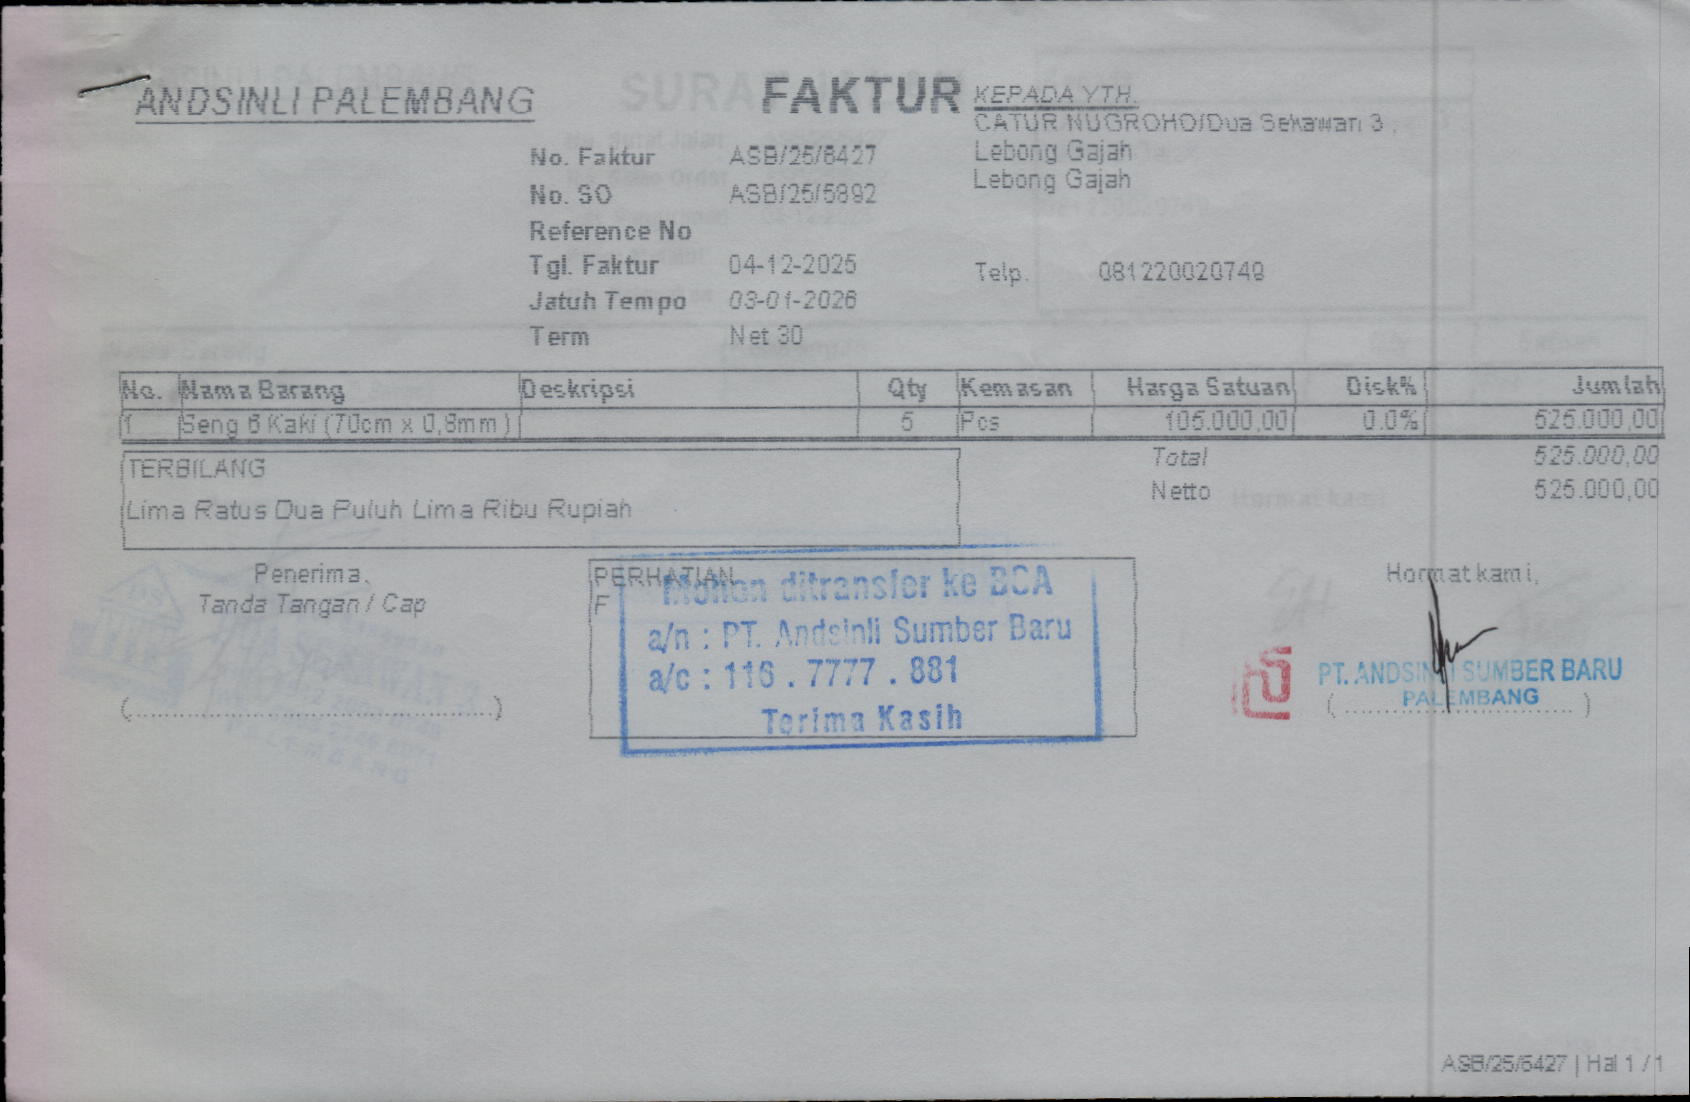 ANDSINLI PALEMBANG
FAKTUR
KEPADA YTH.
CATUR NUGROHO/Dua Sekawan 3 ,
Lebong Gajah
Lebong Gajah
No. Faktur ASB/25/6427
No. SO ASB/25/5892
Reference No
Tgl. Faktur 04-12-2025
Jatuh Tempo 03-01-2026
Term Net 30
Telp. 081220020749
No. Nama Barang Deskripsi Qty Kemasan Harga Satuan Disk% Jumlah
1 Seng 6 Kaki (70cm x 0,8mm) 5 Pcs 105.000,00 0.0% 525.000,00
TERBILANG
Lima Ratus Dua Puluh Lima Ribu Rupiah
Total 525.000,00
Netto 525.000,00
Penerima,
Tanda Tangan / Cap
(............................................)
PERHATIAN
F
Mohon ditransfer ke BCA
a/n : PT. Andsinli Sumber Baru
a/c : 116 . 7777 . 881
Terima Kasih
Hormat kami,
PT. ANDSINLI SUMBER BARU
PALEMBANG
( ............................ )
ASB/25/6427 | Hal 1 / 1